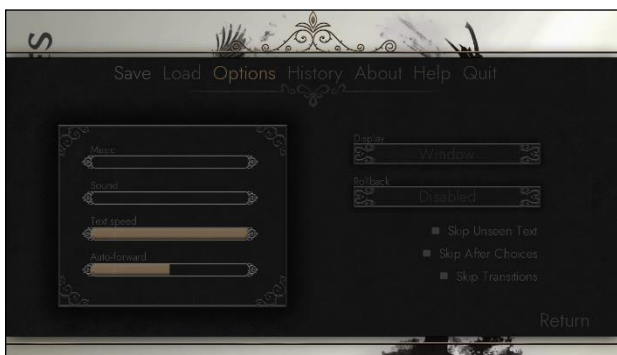 Save Load Options History About Help Quit
Music
Sound
Text speed
Auto-forward
Display
Window
Rollback
Disabled
Skip Unseen Text
Skip After Choices
Skip Transitions
Return